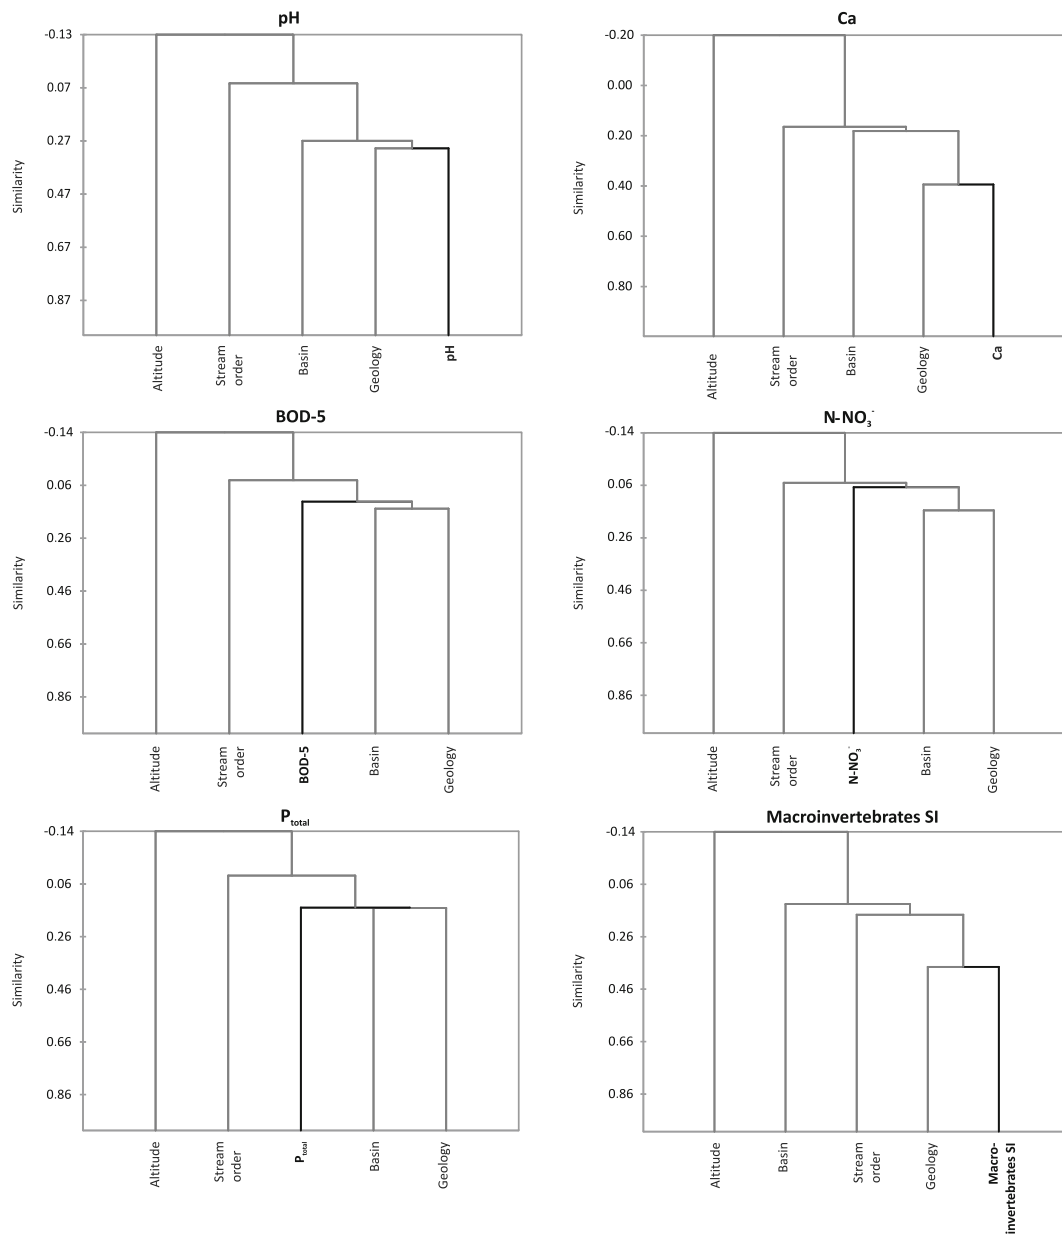 pH
-0.13
0.07
0.27
0.47
0.67
0.87
Similarity
Altitude
Stream
order
Basin
Geology
pH
Ca
-0.20
0.00
0.20
0.40
0.60
0.80
Similarity
Altitude
Stream
order
Basin
Geology
Ca
BOD-5
-0.14
0.06
0.26
0.46
0.66
0.86
Similarity
Altitude
Stream
order
BOD-5
Basin
Geology
N-NO₃⁻
-0.14
0.06
0.26
0.46
0.66
0.86
Similarity
Altitude
Stream
order
N-NO₃⁻
Basin
Geology
Ptotal
-0.14
0.06
0.26
0.46
0.66
0.86
Similarity
Altitude
Stream
order
Ptotal
Basin
Geology
Macroinvertebrates SI
-0.14
0.06
0.26
0.46
0.66
0.86
Similarity
Altitude
Basin
Stream
order
Geology
Macro-
invertebrates SI